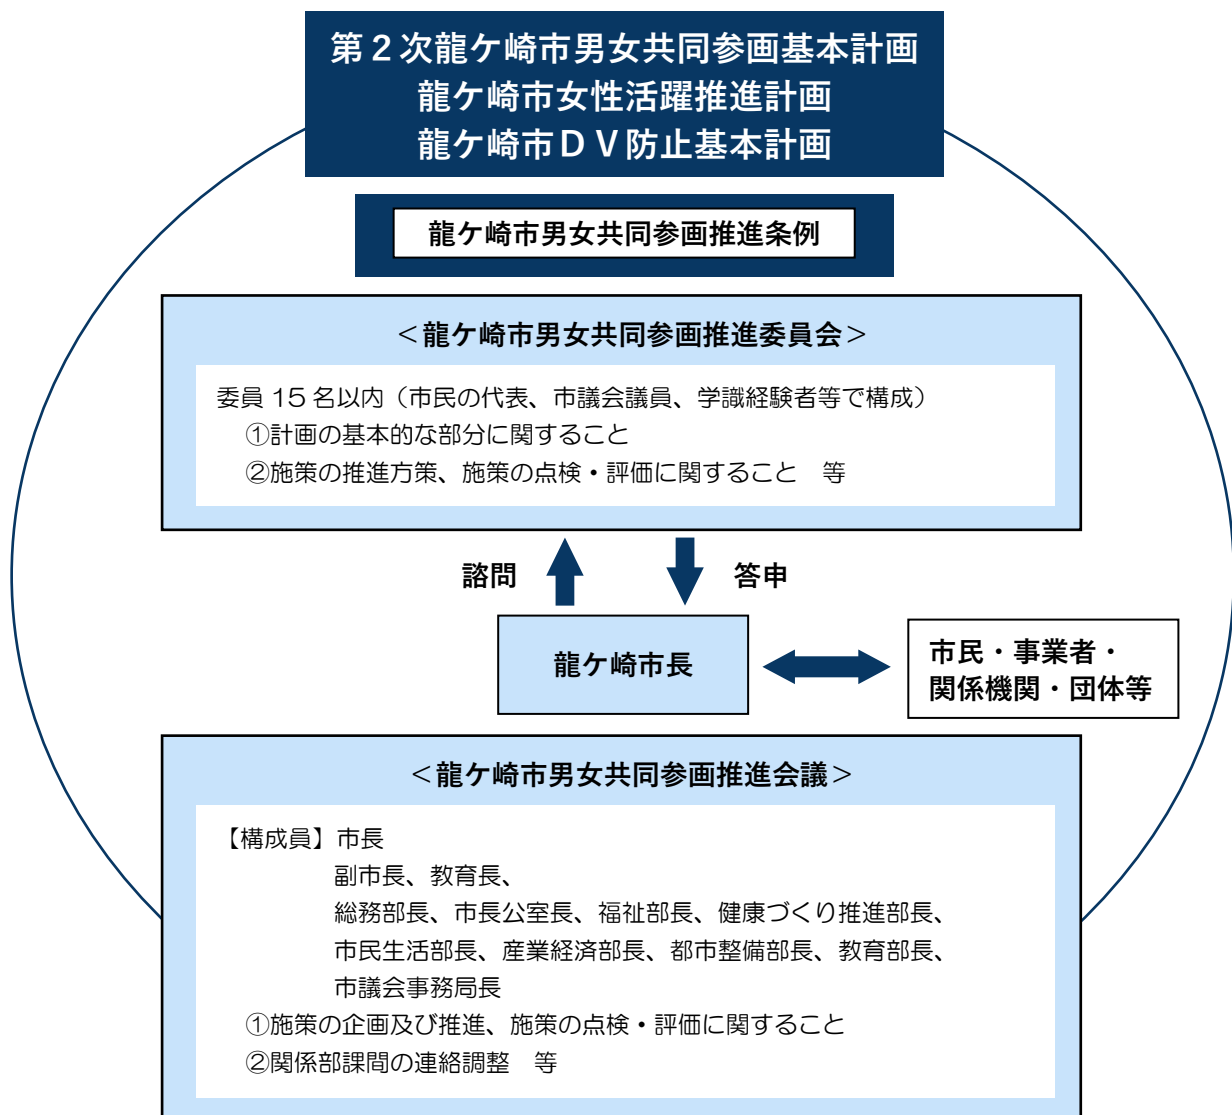 第２次龍ケ崎市男女共同参画基本計画
龍ケ崎市女性活躍推進計画
龍ケ崎市ＤＶ防止基本計画
龍ケ崎市男女共同参画推進条例
＜龍ケ崎市男女共同参画推進委員会＞
委員 15 名以内（市民の代表、市議会議員、学識経験者等で構成）
①計画の基本的な部分に関すること
②施策の推進方策、施策の点検・評価に関すること　等
諮問
答申
龍ケ崎市長
市民・事業者・
関係機関・団体等
＜龍ケ崎市男女共同参画推進会議＞
【構成員】市長
副市長、教育長、
総務部長、市長公室長、福祉部長、健康づくり推進部長、
市民生活部長、産業経済部長、都市整備部長、教育部長、
市議会事務局長
①施策の企画及び推進、施策の点検・評価に関すること
②関係部課間の連絡調整　等